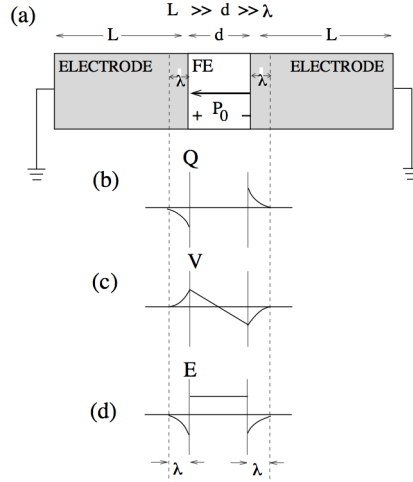 (a)
L >> d >> λ
L d L
ELECTRODE λ FE λ ELECTRODE
P0
+ −
Q
(b)
V
(c)
E
(d)
λ λ